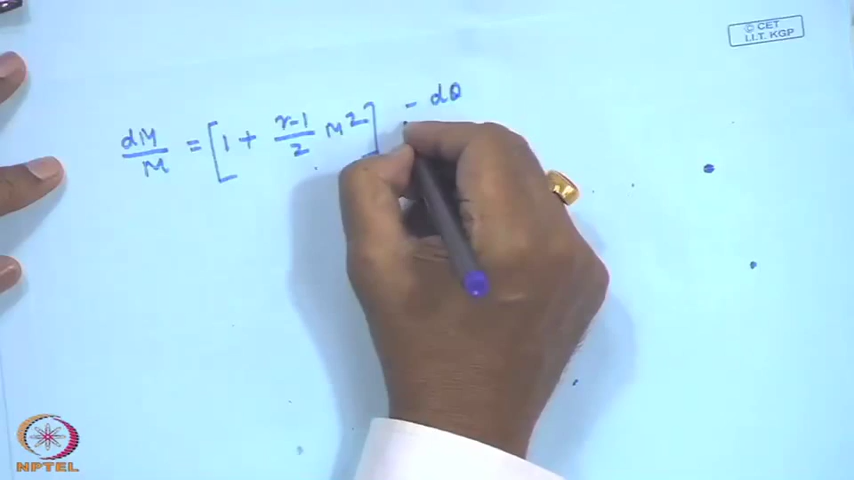 © CET
I.I.T. KGP
dM/M = [1 + γ-1/2 M²] - dθ
NPTEL